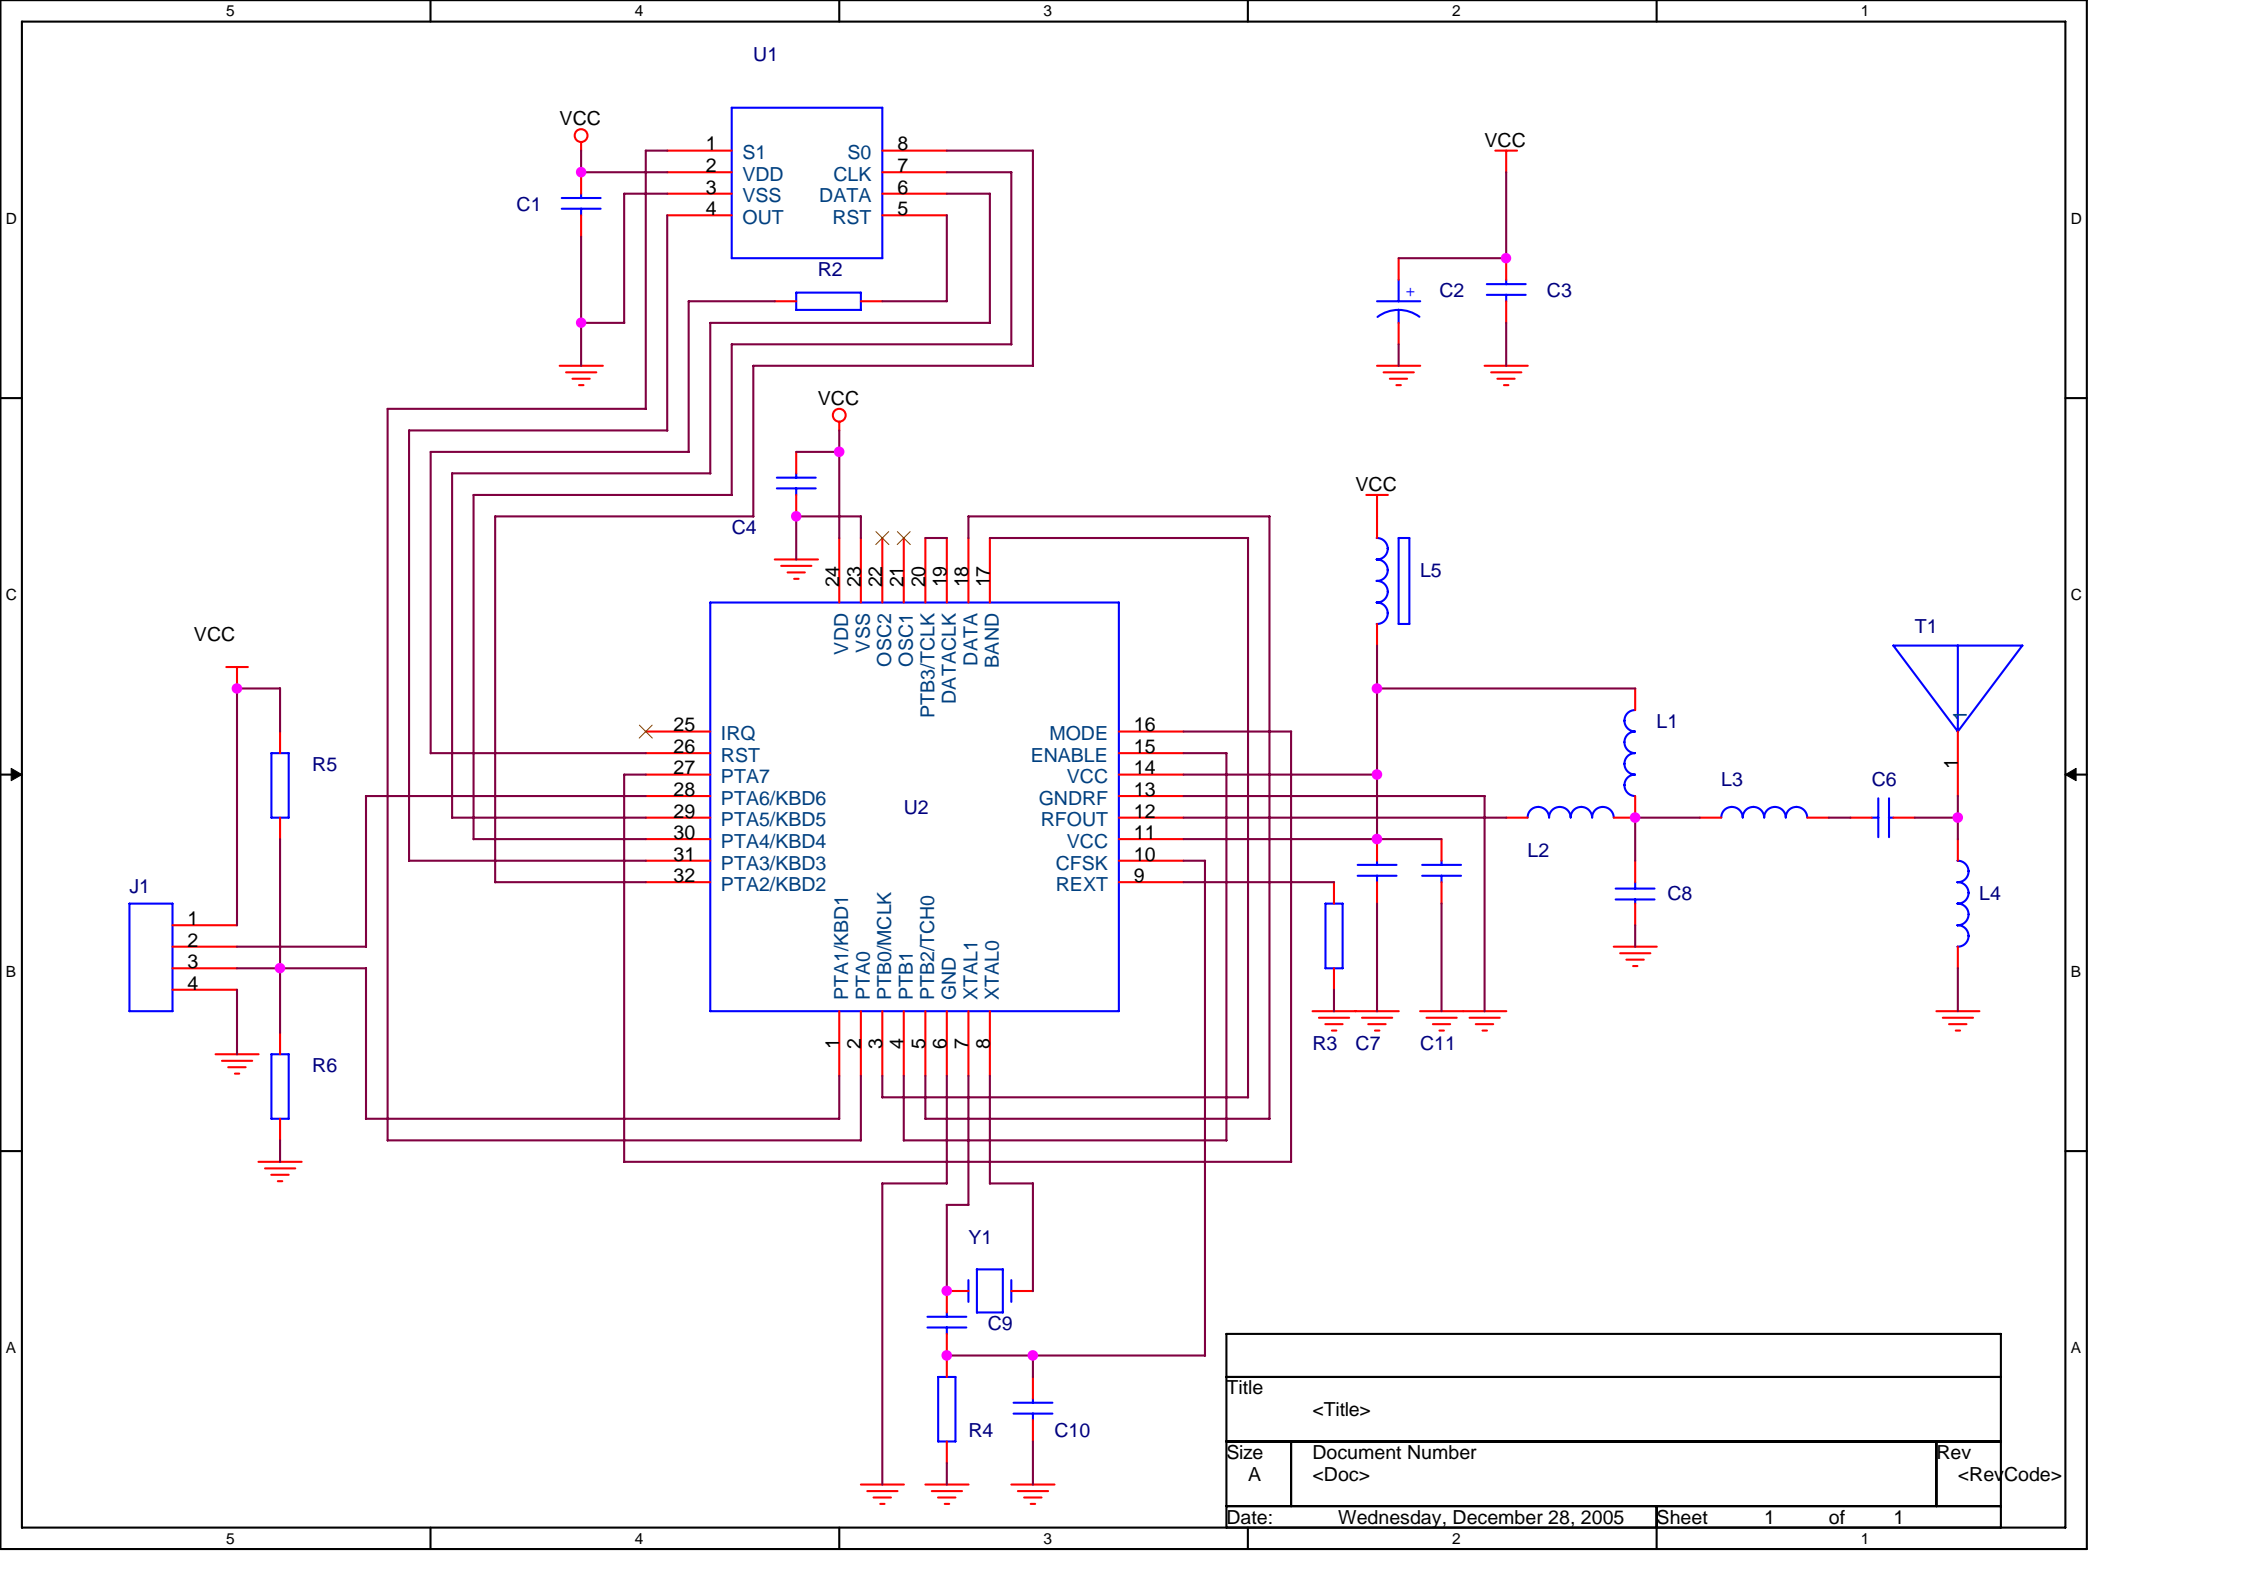 5 4 3 2 1
U1
VCC
VCC
1 S1 S0 8
2 VDD CLK 7
3 VSS DATA 6
4 OUT RST 5
C1
D D
R2
C2 + C3
VCC
VCC
C4
24 23 22 21 20 19 18 17
L5
C C
VDD VSS OSC2 OSC1 PTB3/TCLK DATACLK DATA BAND
VCC
T1
1
L1
25 IRQ MODE 16
26 RST ENABLE 15
27 PTA7 VCC 14
28 PTA6/KBD6 GNDRF 13
29 PTA5/KBD5 RFOUT 12
30 PTA4/KBD4 VCC 11
31 PTA3/KBD3 CFSK 10
32 PTA2/KBD2 REXT 9
U2
R5
1
L3 C6
L2
C8
L4
J1
1
2
3
4
B B
PTA1/KBD1 PTA0 PTB0/MCLK PTB1 PTB2/TCH0 GND XTAL1 XTAL0
1 2 3 4 5 6 7 8
R3 C7 C11
R6
Y1
C9
A A
R4 C10
Title
<Title>
Size Document Number Rev
A <Doc> <RevCode>
Date: Wednesday, December 28, 2005 Sheet 1 of 1
5 4 3 2 1